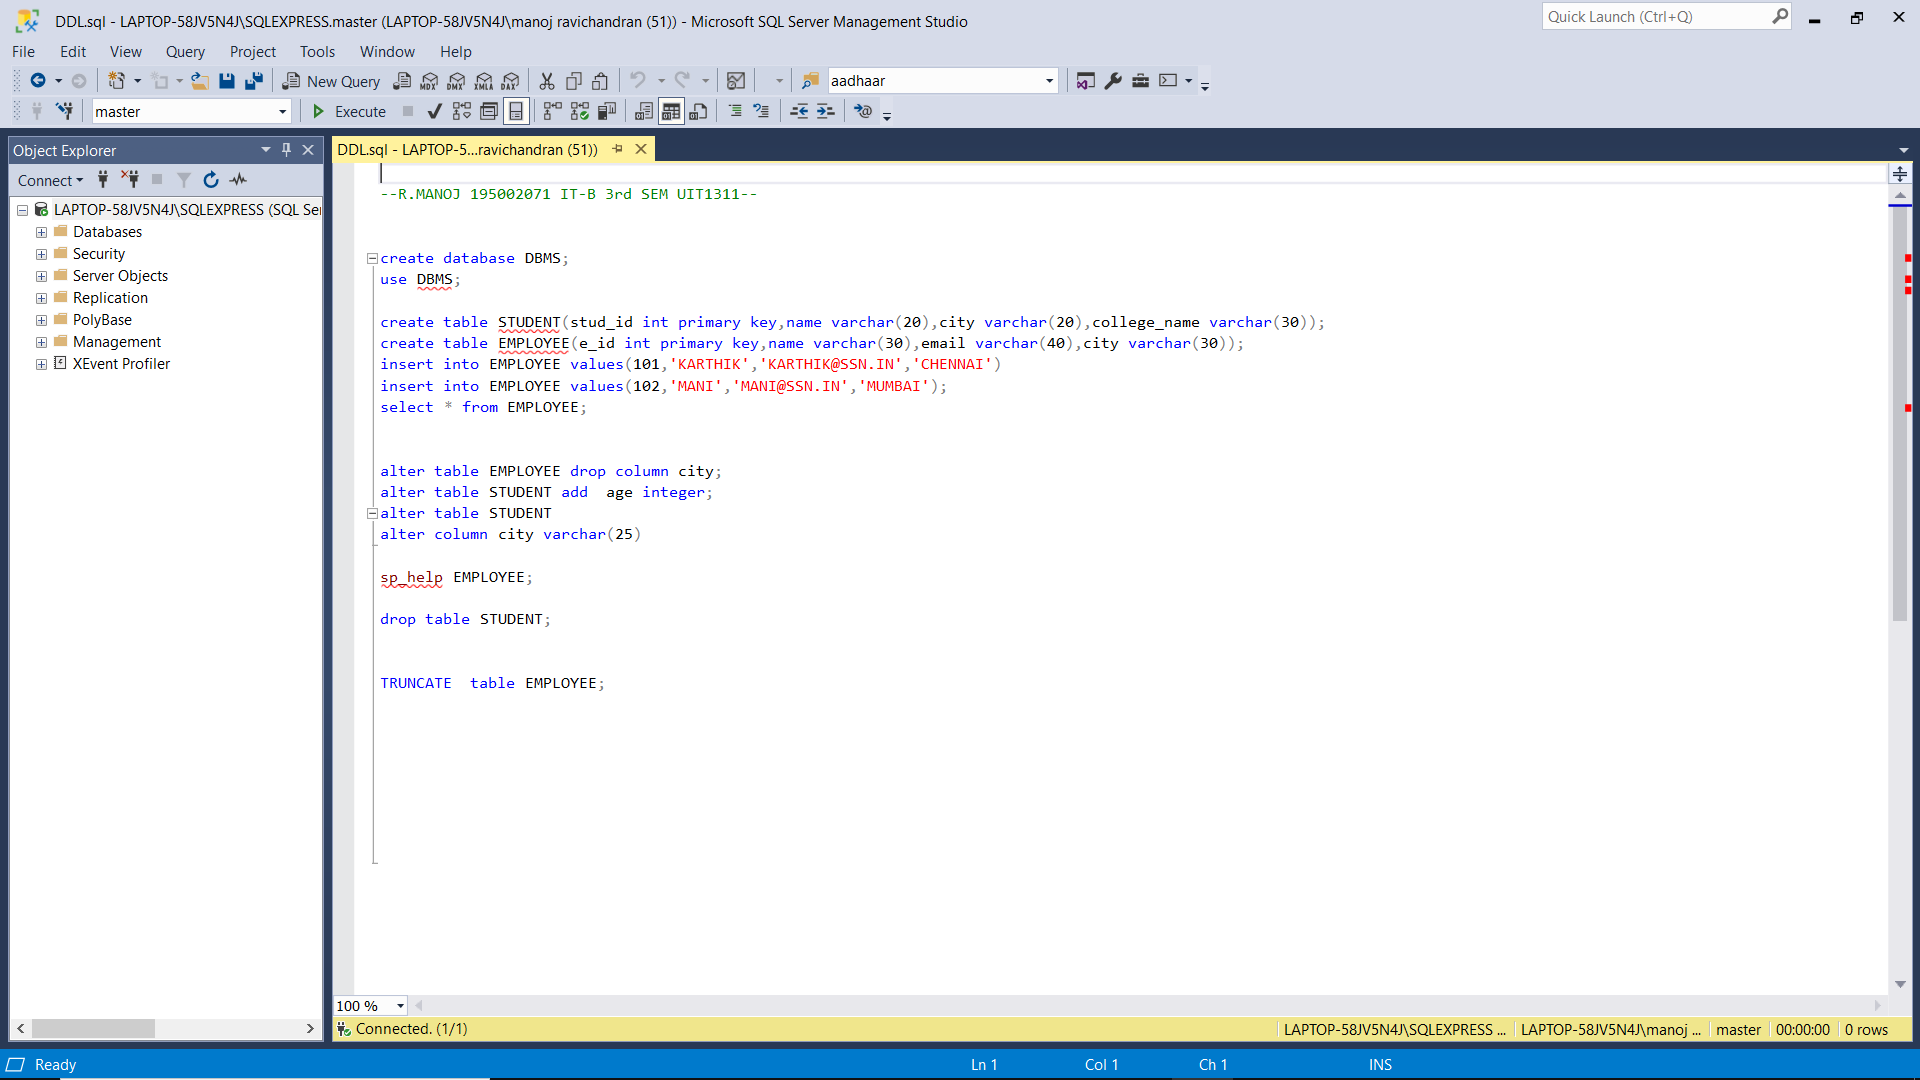 DDL.sql - LAPTOP-58JV5N4J\SQLEXPRESS.master (LAPTOP-58JV5N4J\manoj ravichandran (51)) - Microsoft SQL Server Management Studio
Quick Launch (Ctrl+Q)
File Edit View Query Project Tools Window Help
New Query MDX DMX XMLA DAX aadhaar
master Execute
Object Explorer
DDL.sql - LAPTOP-5...ravichandran (51))
Connect
LAPTOP-58JV5N4J\SQLEXPRESS (SQL Se
Databases
Security
Server Objects
Replication
PolyBase
Management
XEvent Profiler
--R.MANOJ 195002071 IT-B 3rd SEM UIT1311--
create database DBMS;
use DBMS;
create table STUDENT(stud_id int primary key,name varchar(20),city varchar(20),college_name varchar(30));
create table EMPLOYEE(e_id int primary key,name varchar(30),email varchar(40),city varchar(30));
insert into EMPLOYEE values(101,'KARTHIK','KARTHIK@SSN.IN','CHENNAI')
insert into EMPLOYEE values(102,'MANI','MANI@SSN.IN','MUMBAI');
select * from EMPLOYEE;
alter table EMPLOYEE drop column city;
alter table STUDENT add  age integer;
alter table STUDENT
alter column city varchar(25)
sp_help EMPLOYEE;
drop table STUDENT;
TRUNCATE  table EMPLOYEE;
100 %
Connected. (1/1)
LAPTOP-58JV5N4J\SQLEXPRESS ... LAPTOP-58JV5N4J\manoj ... master 00:00:00 0 rows
Ready Ln 1 Col 1 Ch 1 INS